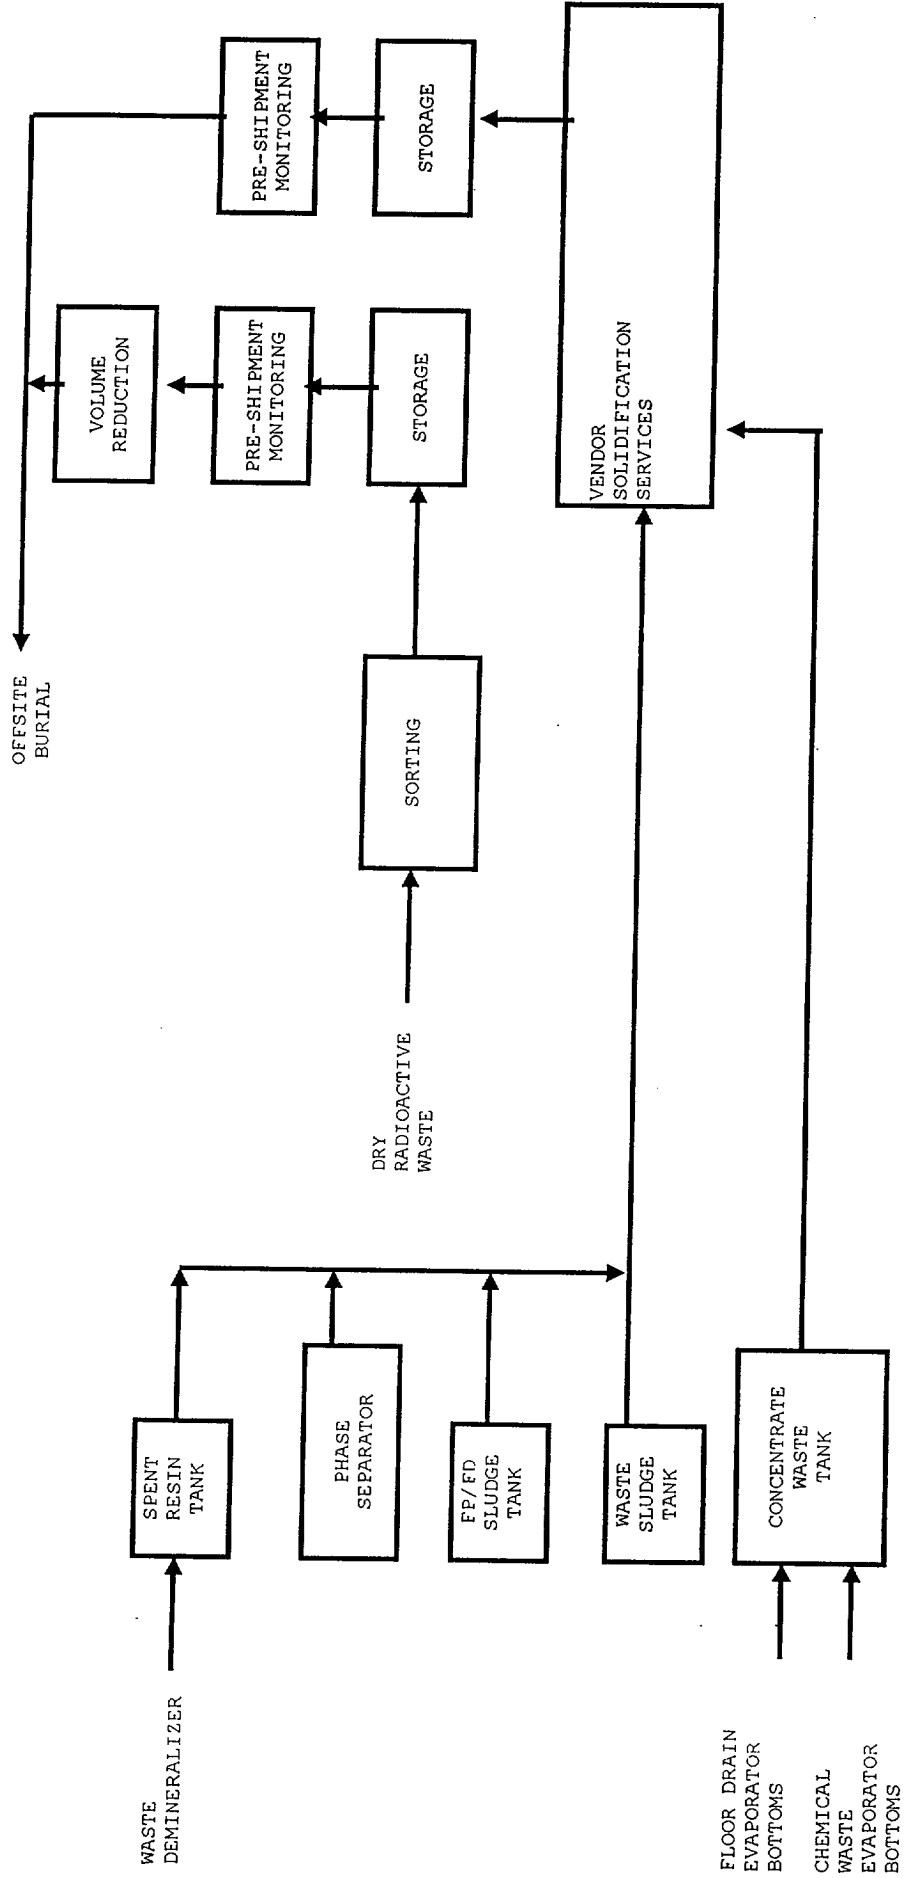 WASTE
DEMINERALIZER
SPENT
RESIN
TANK
PHASE
SEPARATOR
FP/FD
SLUDGE
TANK
WASTE
SLUDGE
TANK
FLOOR DRAIN
EVAPORATOR
BOTTOMS
CHEMICAL
WASTE
EVAPORATOR
BOTTOMS
CONCENTRATE
WASTE
TANK
DRY
RADIOACTIVE
WASTE
SORTING
OFFSITE
BURIAL
VOLUME
REDUCTION
PRE-SHIPMENT
MONITORING
STORAGE
VENDOR
SOLIDIFICATION
SERVICES
PRE-SHIPMENT
MONITORING
STORAGE